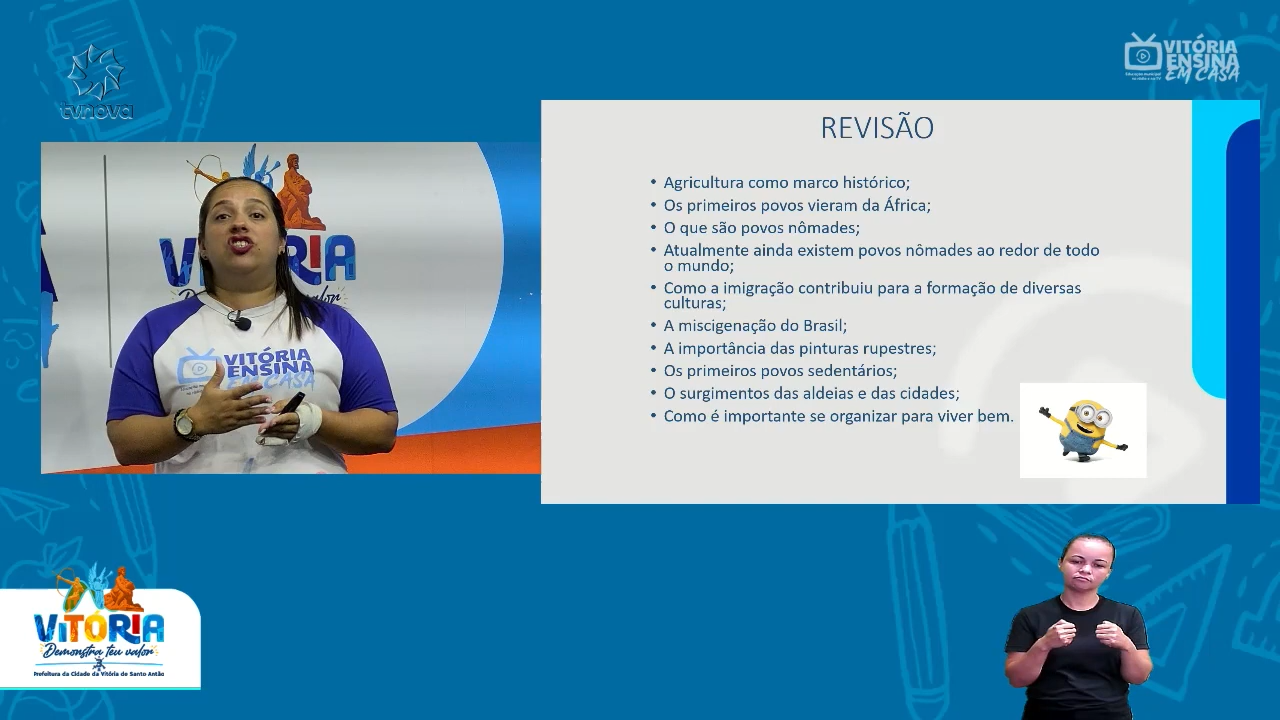 tvnova
VITÓRIA
ENSINA
EM CASA
REVISÃO
• Agricultura como marco histórico;
• Os primeiros povos vieram da África;
• O que são povos nômades;
• Atualmente ainda existem povos nômades ao redor de todo
o mundo;
• Como a imigração contribuiu para a formação de diversas
culturas;
• A miscigenação do Brasil;
• A importância das pinturas rupestres;
• Os primeiros povos sedentários;
• O surgimentos das aldeias e das cidades;
• Como é importante se organizar para viver bem.
VITÓRIA
ENSINA
EM CASA
VITÓRIA
Demonstra teu valor
Prefeitura da Cidade da Vitória de Santo Antão